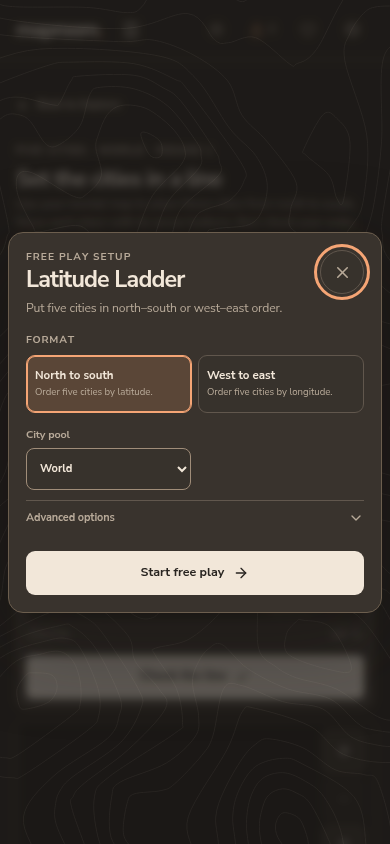 FREE PLAY SETUP
Latitude Ladder
Put five cities in north–south or west–east order.
FORMAT
North to south
Order five cities by latitude.
West to east
Order five cities by longitude.
City pool
World
Advanced options
Start free play